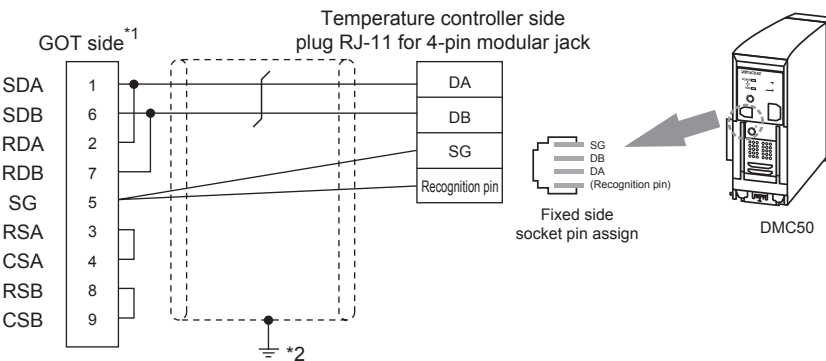 Temperature controller side
GOT side*1
plug RJ-11 for 4-pin modular jack
SDA 1 DA
SDB 6 DB
RDA 2 SG
RDB 7 Recognition pin
SG 5
RSA 3
CSA 4
RSB 8
CSB 9
*2
SG
DB
DA
(Recognition pin)
Fixed side
socket pin assign
DMC50